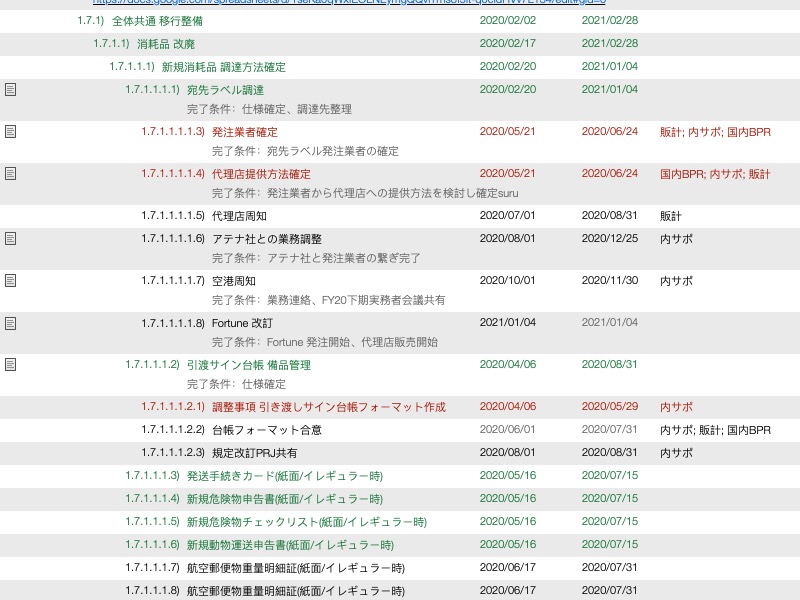 1.7.1) 全体共通 移行整備 2020/02/02 2021/02/28
1.7.1.1) 消耗品 改廃 2020/02/17 2021/02/28
1.7.1.1.1) 新規消耗品 調達方法確定 2020/02/20 2021/01/04
1.7.1.1.1.1) 宛先ラベル調達 2020/02/20 2021/01/04
完了条件：仕様確定、調達先整理
1.7.1.1.1.1.3) 発注業者確定 2020/05/21 2020/06/24 販計; 内サポ; 国内BPR
完了条件：宛先ラベル発注業者の確定
1.7.1.1.1.1.4) 代理店提供方法確定 2020/05/21 2020/06/24 国内BPR; 内サポ; 販計
完了条件：発注業者から代理店への提供方法を検討し確定suru
1.7.1.1.1.1.5) 代理店周知 2020/07/01 2020/08/31 販計
1.7.1.1.1.1.6) アテナ社との業務調整 2020/08/01 2020/12/25 内サポ
完了条件：アテナ社と発注業者の繋ぎ完了
1.7.1.1.1.1.7) 空港周知 2020/10/01 2020/11/30 内サポ
完了条件：業務連絡、FY20下期実務者会議共有
1.7.1.1.1.1.8) Fortune 改訂 2021/01/04 2021/01/04
完了条件：Fortune 発注開始、代理店販売開始
1.7.1.1.1.2) 引渡サイン台帳 備品管理 2020/04/06 2020/08/31
完了条件：仕様確定
1.7.1.1.1.2.1) 調整事項 引き渡しサイン台帳フォーマット作成 2020/04/06 2020/05/29 内サポ
1.7.1.1.1.2.2) 台帳フォーマット合意 2020/06/01 2020/07/31 内サポ; 販計; 国内BPR
1.7.1.1.1.2.3) 規定改訂PRJ共有 2020/08/01 2020/08/31 内サポ
1.7.1.1.1.3) 発送手続きカード(紙面/イレギュラー時) 2020/05/16 2020/07/15
1.7.1.1.1.4) 新規危険物申告書(紙面/イレギュラー時) 2020/05/16 2020/07/15
1.7.1.1.1.5) 新規危険物チェックリスト(紙面/イレギュラー時) 2020/05/16 2020/07/15
1.7.1.1.1.6) 新規動物運送申告書(紙面/イレギュラー時) 2020/05/16 2020/07/15
1.7.1.1.1.7) 航空郵便物重量明細証(紙面/イレギュラー時) 2020/06/17 2020/07/31
1.7.1.1.1.8) 航空郵便物重量明細証(紙面/イレギュラー時) 2020/06/17 2020/07/31